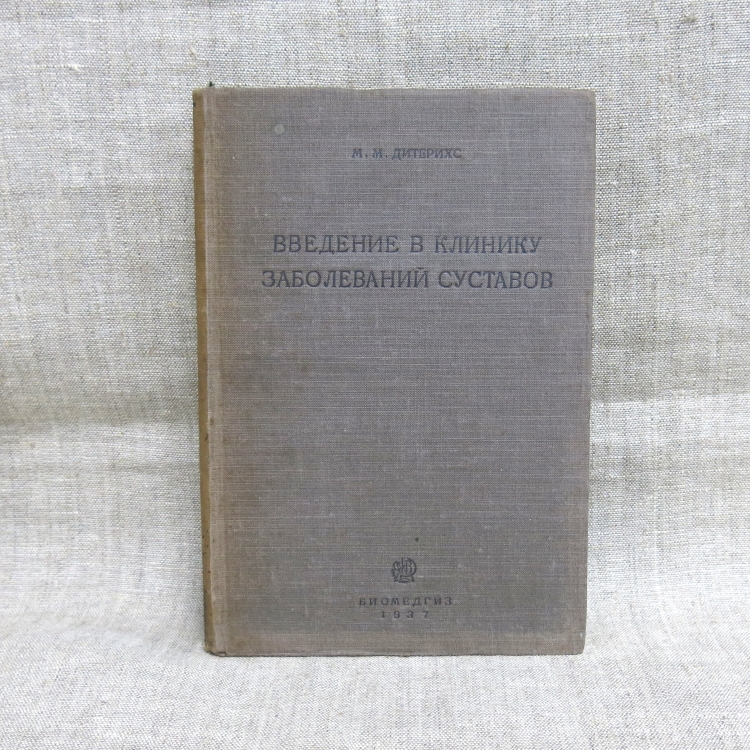 М. М. ДИТЕРИХС
ВВЕДЕНИЕ В КЛИНИКУ
ЗАБОЛЕВАНИЙ СУСТАВОВ
БИОМЕДГИЗ
1937